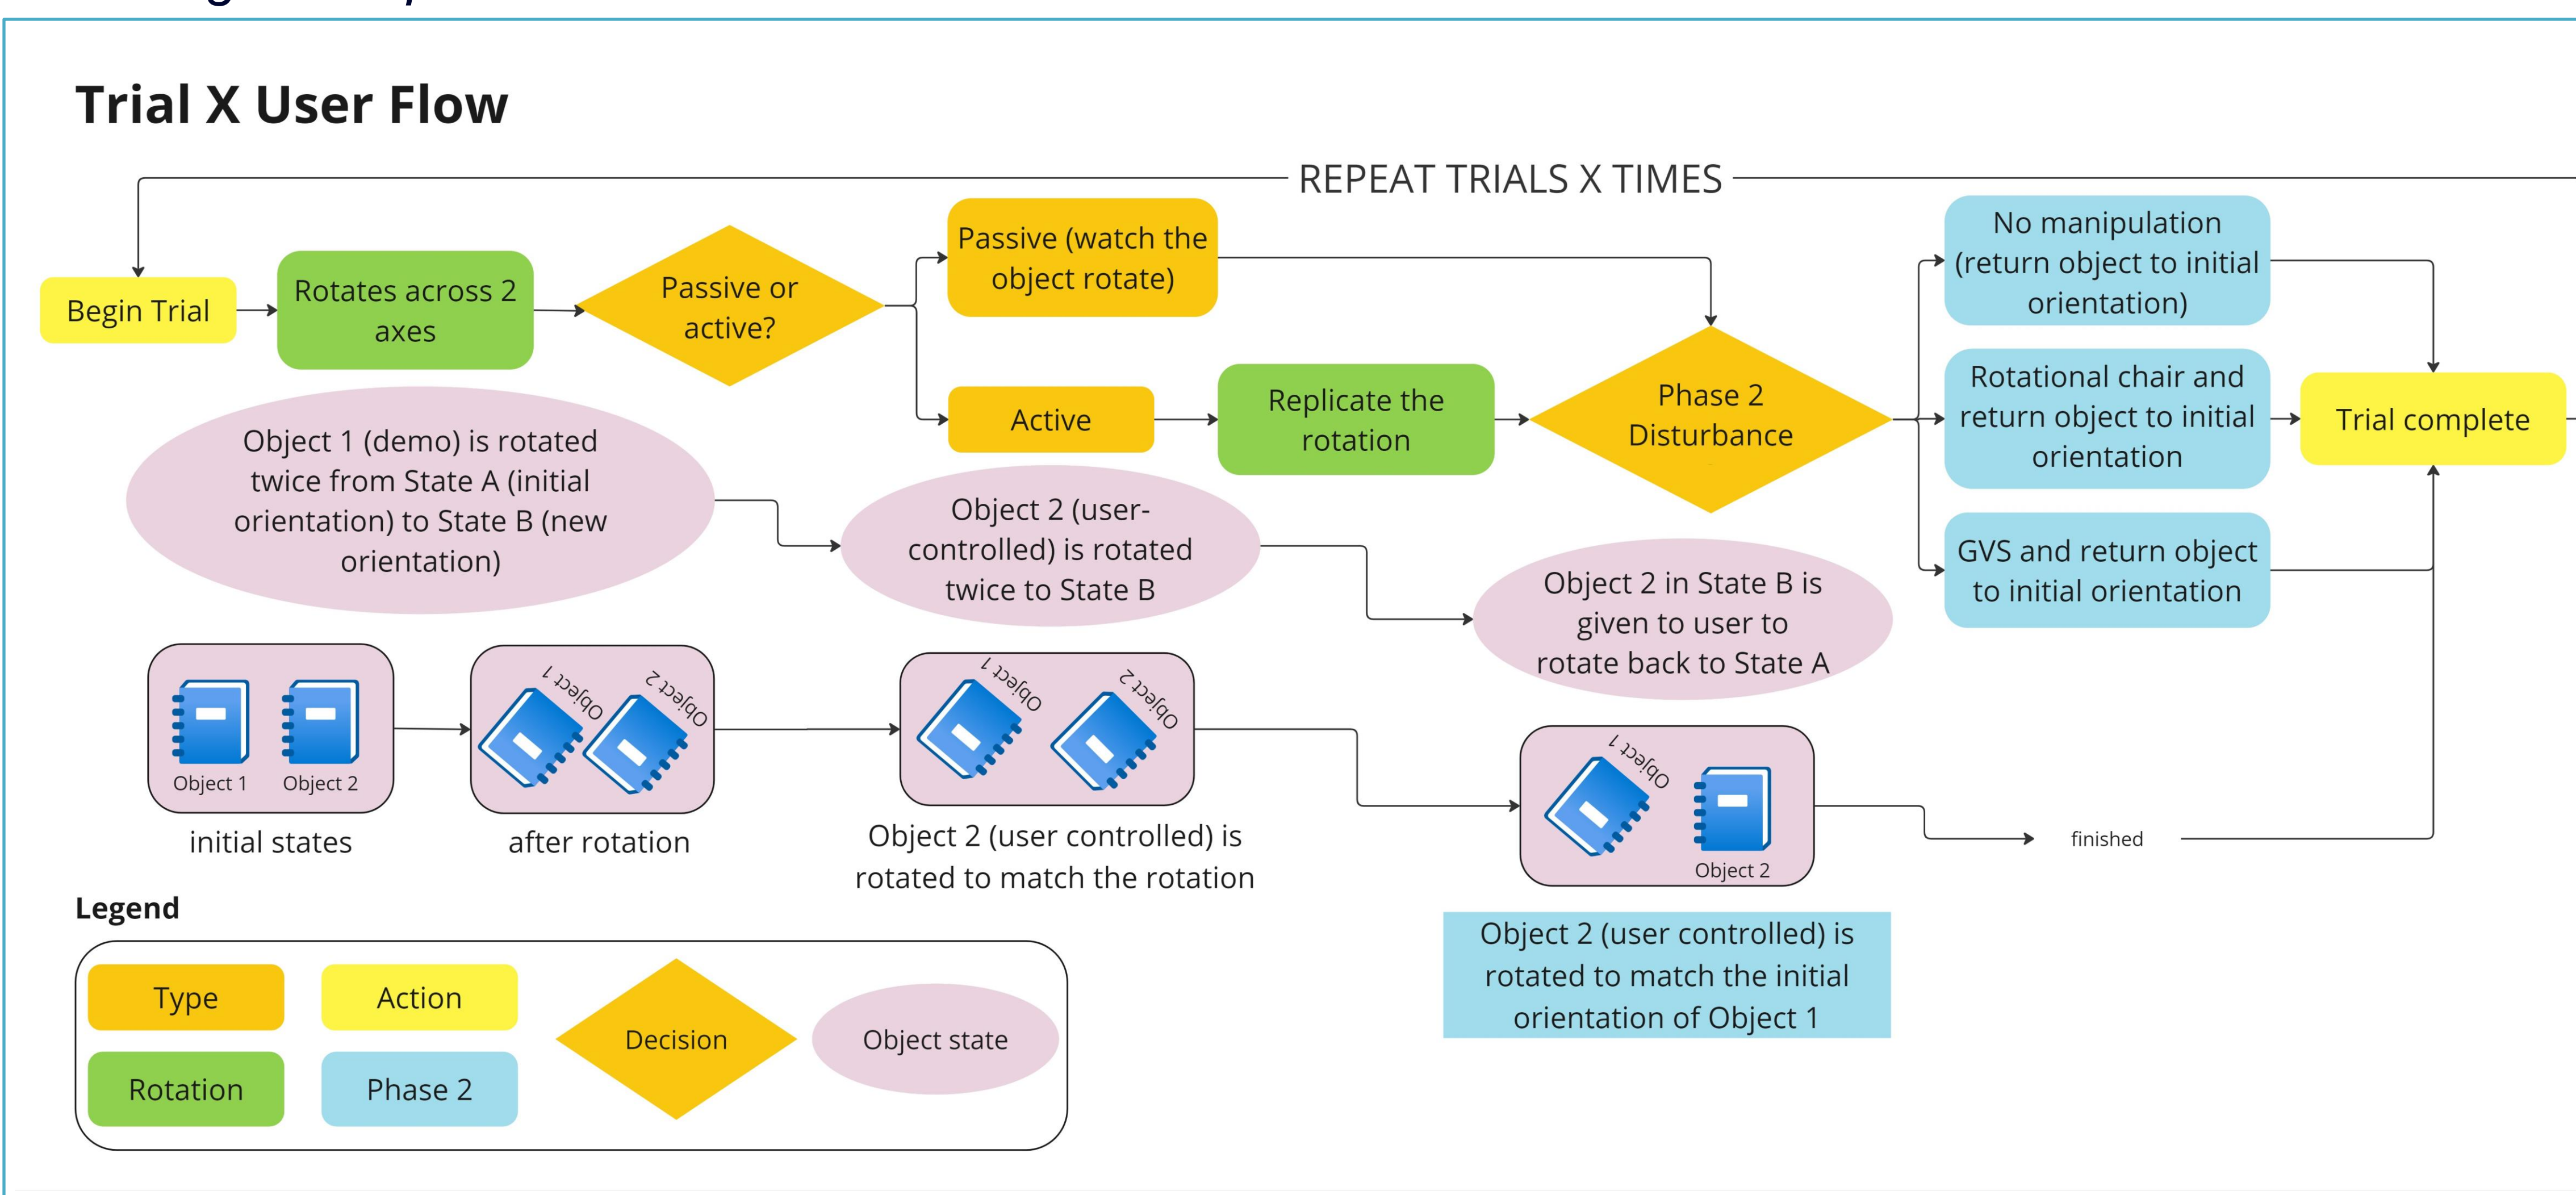 Trial X User Flow
REPEAT TRIALS X TIMES
Begin Trial
Rotates across 2
axes
Passive or
active?
Passive (watch the
object rotate)
Active
Replicate the
rotation
Phase 2
Disturbance
No manipulation
(return object to initial
orientation)
Rotational chair and
return object to initial
orientation
GVS and return object
to initial orientation
Trial complete
Object 1 (demo) is rotated
twice from State A (initial
orientation) to State B (new
orientation)
Object 2 (user-
controlled) is rotated
twice to State B
Object 2 in State B is
given to user to
rotate back to State A
Object 1
Object 2
initial states
Object 1
Object 2
after rotation
Object 1
Object 2
Object 2 (user controlled) is
rotated to match the rotation
Object 1
Object 2
finished
Object 2 (user controlled) is
rotated to match the initial
orientation of Object 1
Legend
Type
Action
Decision
Object state
Rotation
Phase 2